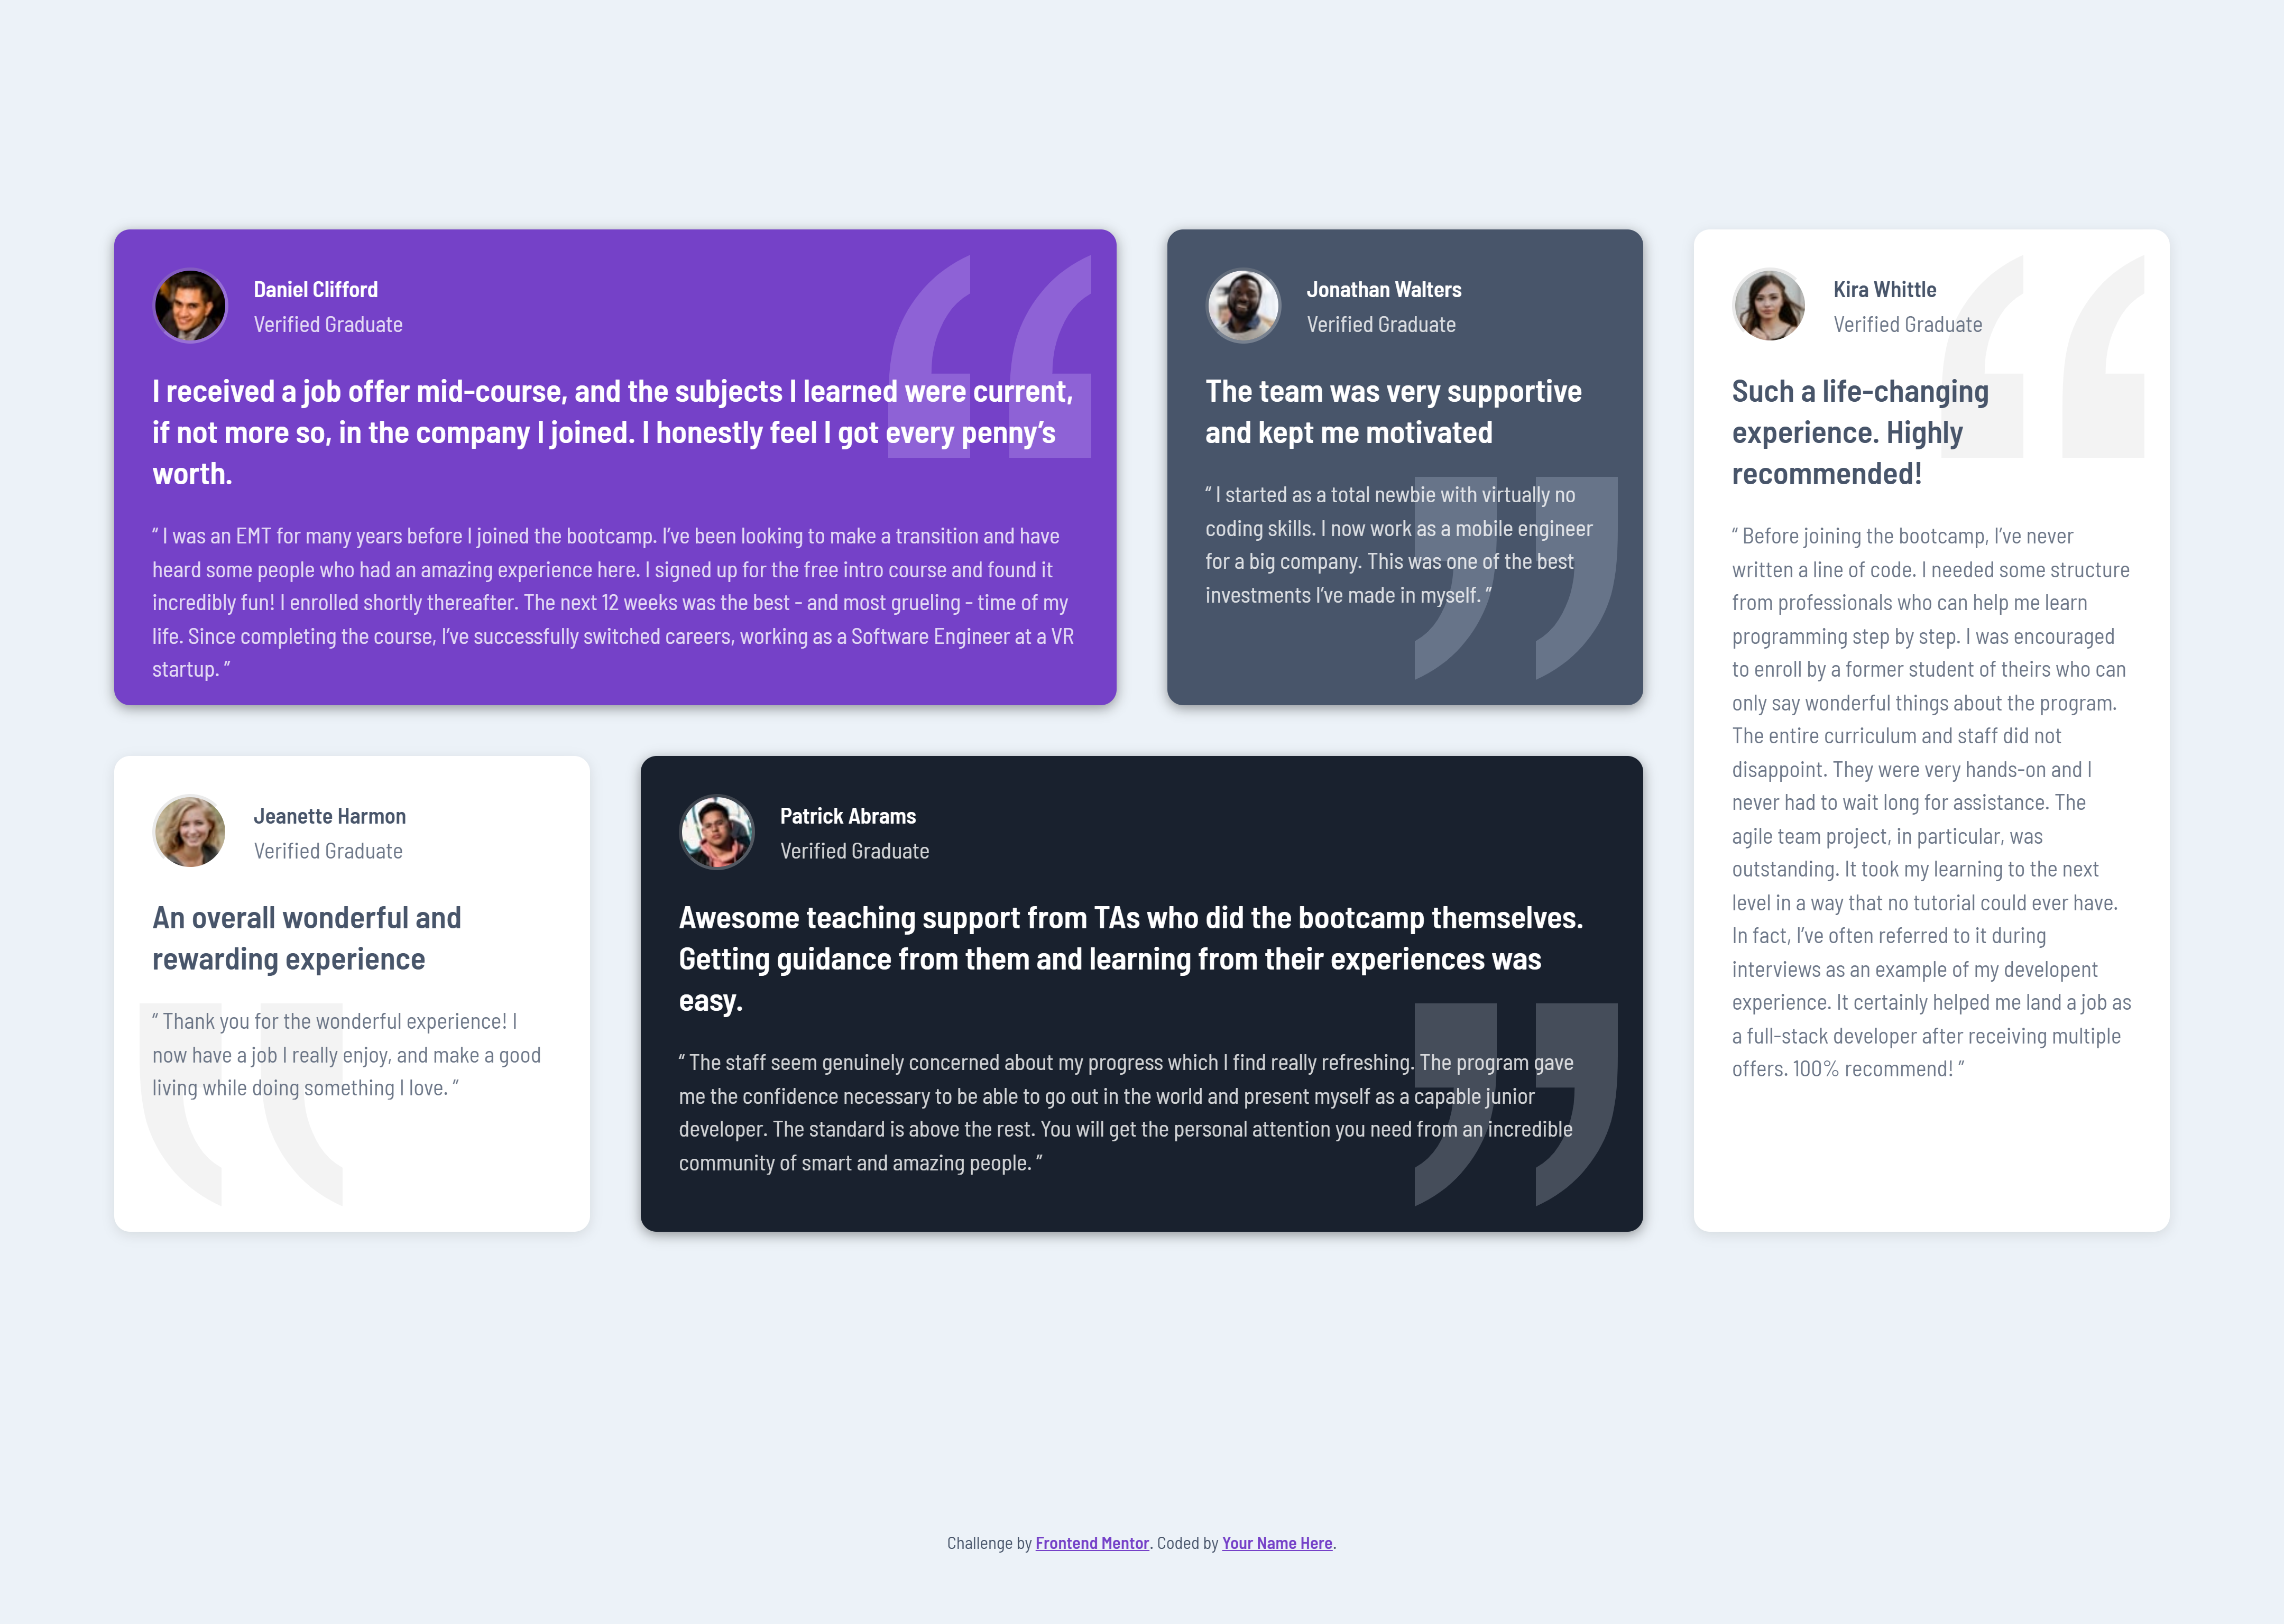 Daniel Clifford
Verified Graduate
I received a job offer mid-course, and the subjects I learned were current,
if not more so, in the company I joined. I honestly feel I got every penny’s
worth.
“ I was an EMT for many years before I joined the bootcamp. I’ve been looking to make a transition and have
heard some people who had an amazing experience here. I signed up for the free intro course and found it
incredibly fun! I enrolled shortly thereafter. The next 12 weeks was the best - and most grueling - time of my
life. Since completing the course, I’ve successfully switched careers, working as a Software Engineer at a VR
startup. ”
Jonathan Walters
Verified Graduate
The team was very supportive
and kept me motivated
“ I started as a total newbie with virtually no
coding skills. I now work as a mobile engineer
for a big company. This was one of the best
investments I’ve made in myself. ”
Kira Whittle
Verified Graduate
Such a life-changing
experience. Highly
recommended!
“ Before joining the bootcamp, I’ve never
written a line of code. I needed some structure
from professionals who can help me learn
programming step by step. I was encouraged
to enroll by a former student of theirs who can
only say wonderful things about the program.
The entire curriculum and staff did not
disappoint. They were very hands-on and I
never had to wait long for assistance. The
agile team project, in particular, was
outstanding. It took my learning to the next
level in a way that no tutorial could ever have.
In fact, I’ve often referred to it during
interviews as an example of my developent
experience. It certainly helped me land a job as
a full-stack developer after receiving multiple
offers. 100% recommend! ”
Jeanette Harmon
Verified Graduate
An overall wonderful and
rewarding experience
“ Thank you for the wonderful experience! I
now have a job I really enjoy, and make a good
living while doing something I love. ”
Patrick Abrams
Verified Graduate
Awesome teaching support from TAs who did the bootcamp themselves.
Getting guidance from them and learning from their experiences was
easy.
“ The staff seem genuinely concerned about my progress which I find really refreshing. The program gave
me the confidence necessary to be able to go out in the world and present myself as a capable junior
developer. The standard is above the rest. You will get the personal attention you need from an incredible
community of smart and amazing people. ”
Challenge by Frontend Mentor. Coded by Your Name Here.